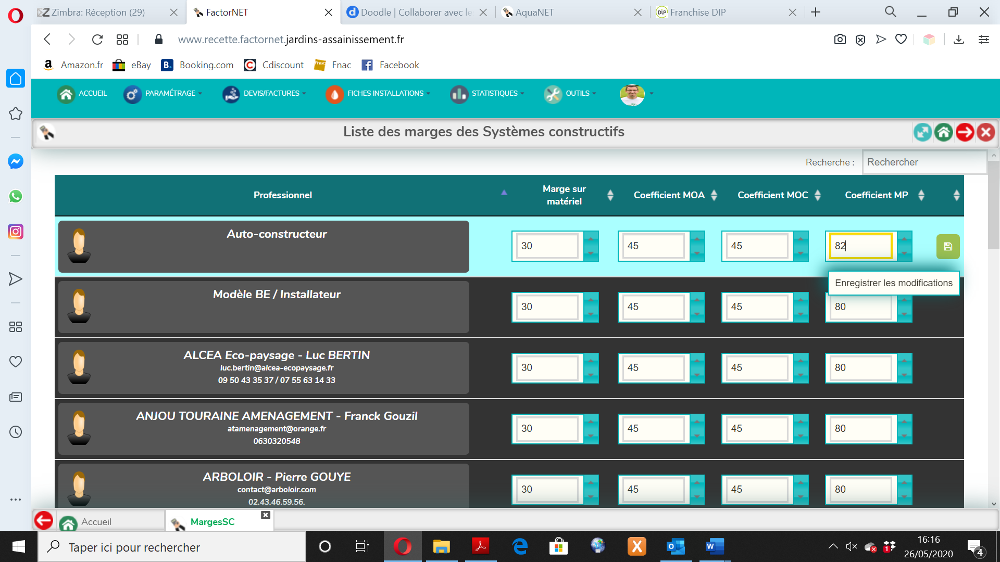 Zimbra: Réception (29)
FactorNET
Doodle | Collaborer avec le
AquaNET
DiP
Franchise DIP
www.recette.factornet.jardins-assainissement.fr
Amazon.fr
eBay
B.
Booking.com
Cdiscount
fnac
Fnac
Facebook
ACCUEIL
PARAMÉTRAGE
DEVIS/FACTURES
FICHES INSTALLATIONS
STATISTIQUES
OUTILS
Liste des marges des Systèmes constructifs
Recherche :
Rechercher
Professionnel
Marge sur
matériel
Coefficient MOA
Coefficient MOC
Coefficient MP
Auto-constructeur
30
45
45
82
Enregistrer les modifications
Modèle BE / Installateur
30
45
45
80
ALCEA Eco-paysage - Luc BERTIN
luc.bertin@alcea-ecopaysage.fr
09 50 43 35 37 / 07 55 63 14 33
30
45
45
80
ANJOU TOURAINE AMENAGEMENT - Franck Gouzil
atamenagement@orange.fr
0630320548
30
45
45
80
ARBOLOIR - Pierre GOUYE
contact@arboloir.com
02.43.46.59.56.
30
45
45
80
Accueil
MargesSC
Taper ici pour rechercher
16:16
26/05/2020
1
4